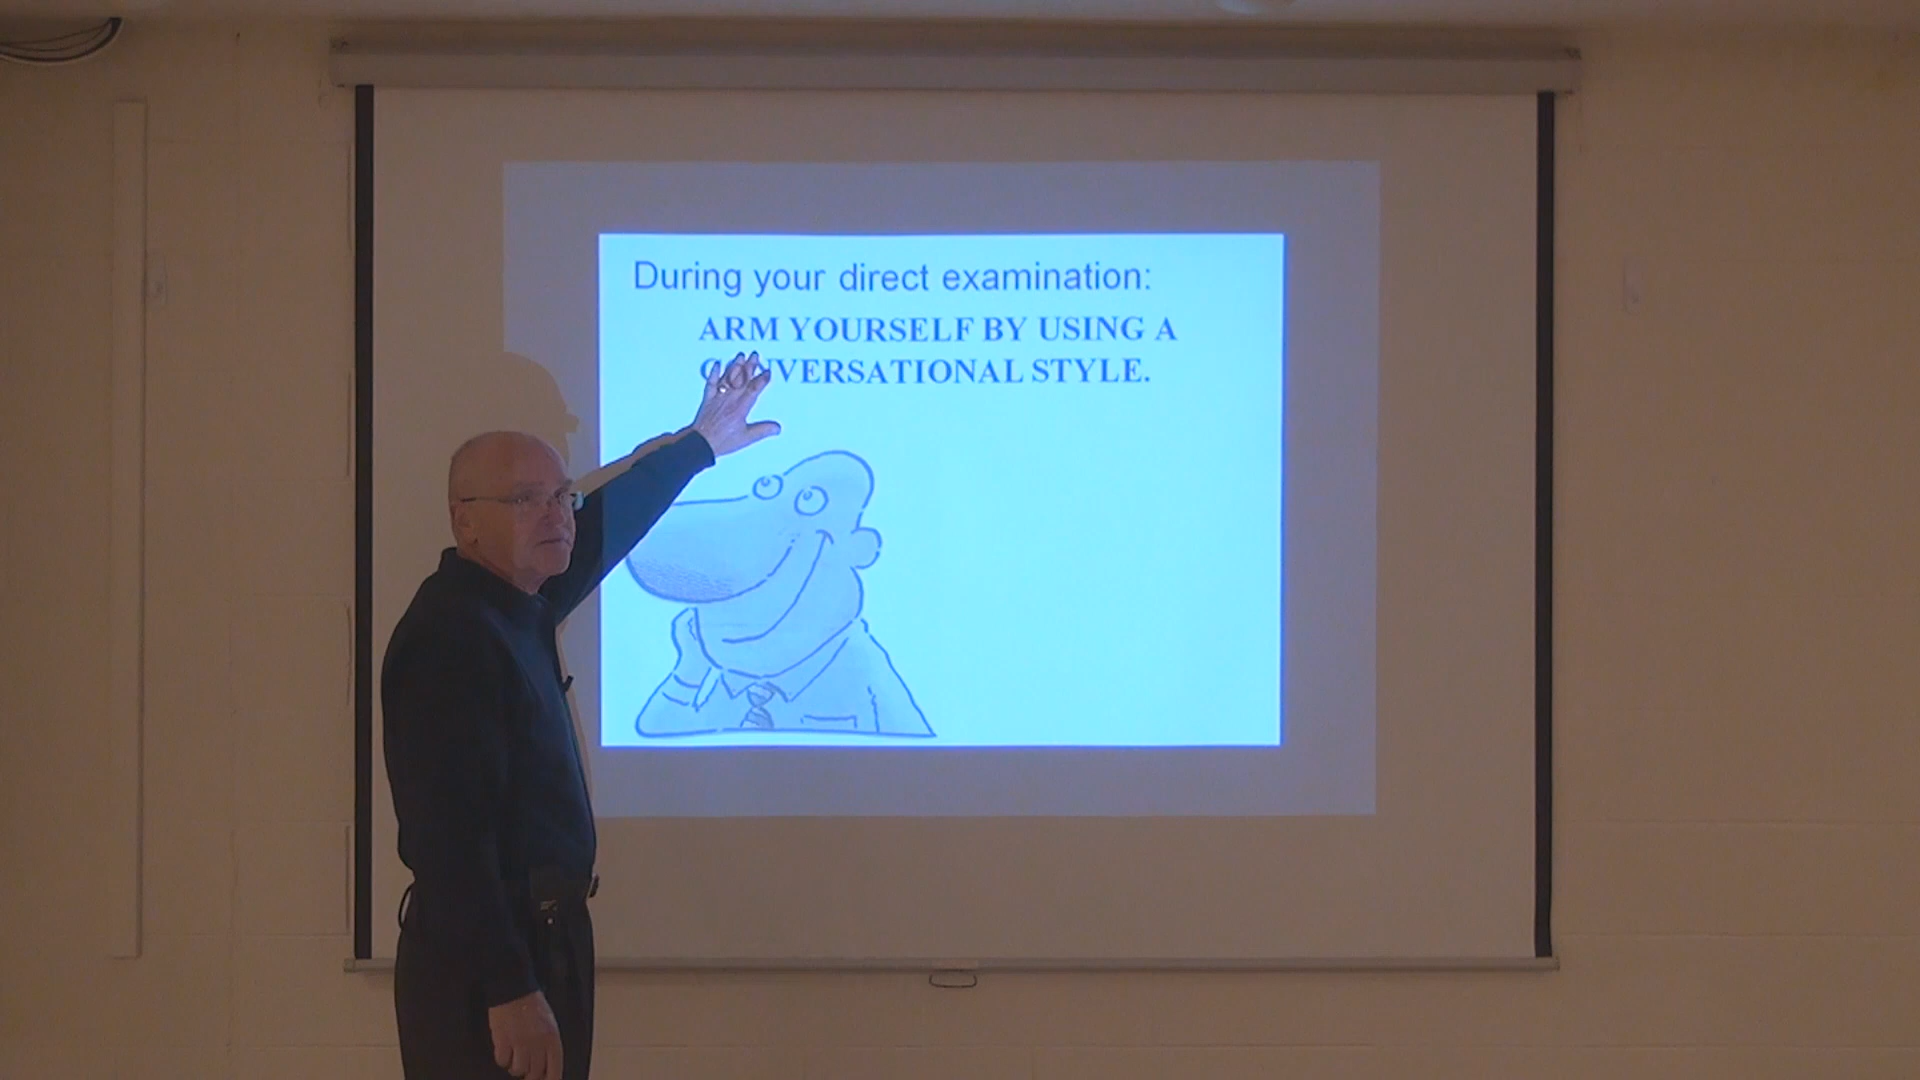 During your direct examination:
ARM YOURSELF BY USING A
CONVERSATIONAL STYLE.